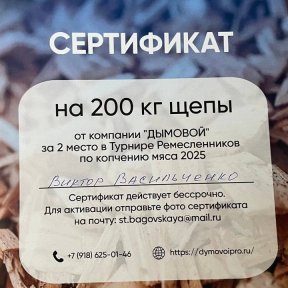 СЕРТИФИКАТ
на 200 кг щепы
от компании "ДЫМОВОЙ"
за 2 место в Турнире Ремесленников
по копчению мяса 2025
Виктор Васильченко
Сертификат действует бессрочно.
Для активации отправьте фото сертификата
на почту: st.bagovskaya@mail.ru
+7 (918) 625-01-46 https://dymovoipro.ru/